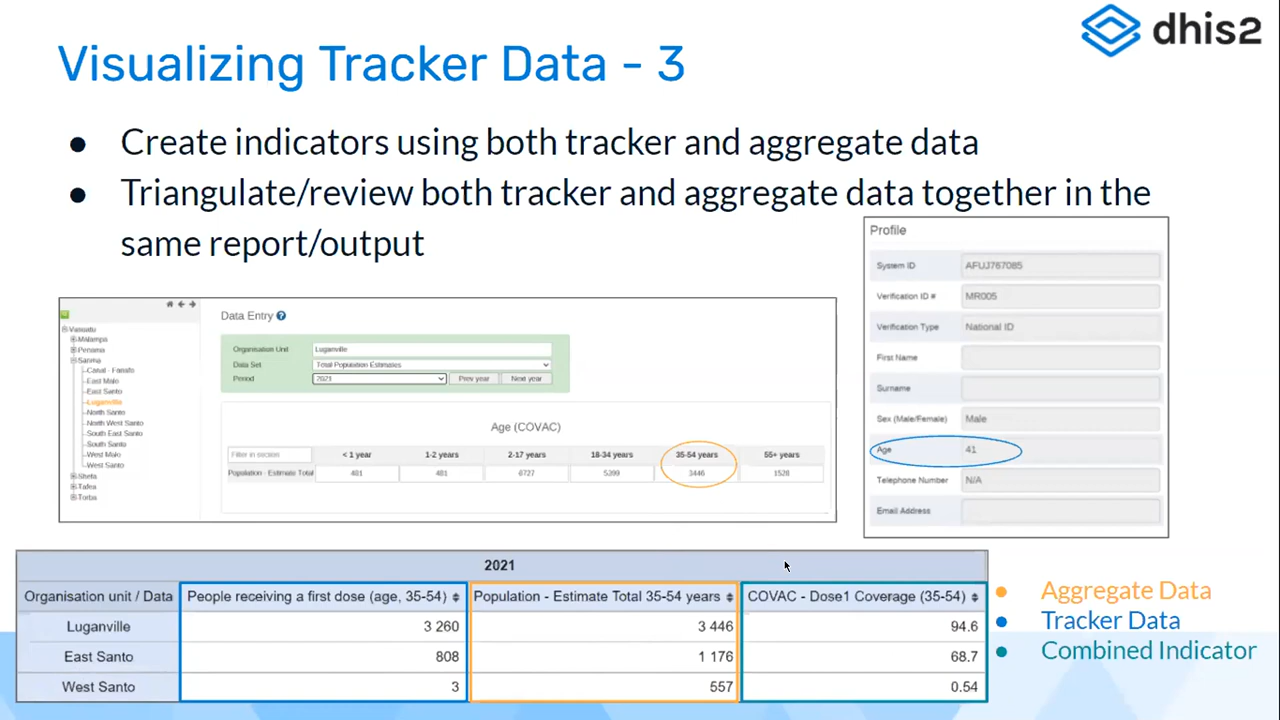 dhis2
Visualizing Tracker Data - 3
● Create indicators using both tracker and aggregate data
● Triangulate/review both tracker and aggregate data together in the
same report/output
Vanuatu
Malampa
Penama
Sanma
Canal - Fanafo
East Malo
East Santo
Luganville
North Santo
North West Santo
South East Santo
South Santo
West Malo
West Santo
Shefa
Tafea
Torba
Data Entry
Organisation Unit Luganville
Data Set Total Population Estimates
Period 2021 Prev year Next year
Age (COVAC)
Filter in section < 1 year 1-2 years 2-17 years 18-34 years 35-54 years 55+ years
Population - Estimate Total 481 481 6727 5399 3446 1528
Profile
System ID AFUJ767085
Verification ID # MR005
Verification Type National ID
First Name
Surname
Sex (Male/Female) Male
Age 41
Telephone Number N/A
Email Address
2021
Organisation unit / Data People receiving a first dose (age, 35-54) Population - Estimate Total 35-54 years COVAC - Dose1 Coverage (35-54)
Luganville 3 260 3 446 94.6
East Santo 808 1 176 68.7
West Santo 3 557 0.54
● Aggregate Data
● Tracker Data
● Combined Indicator